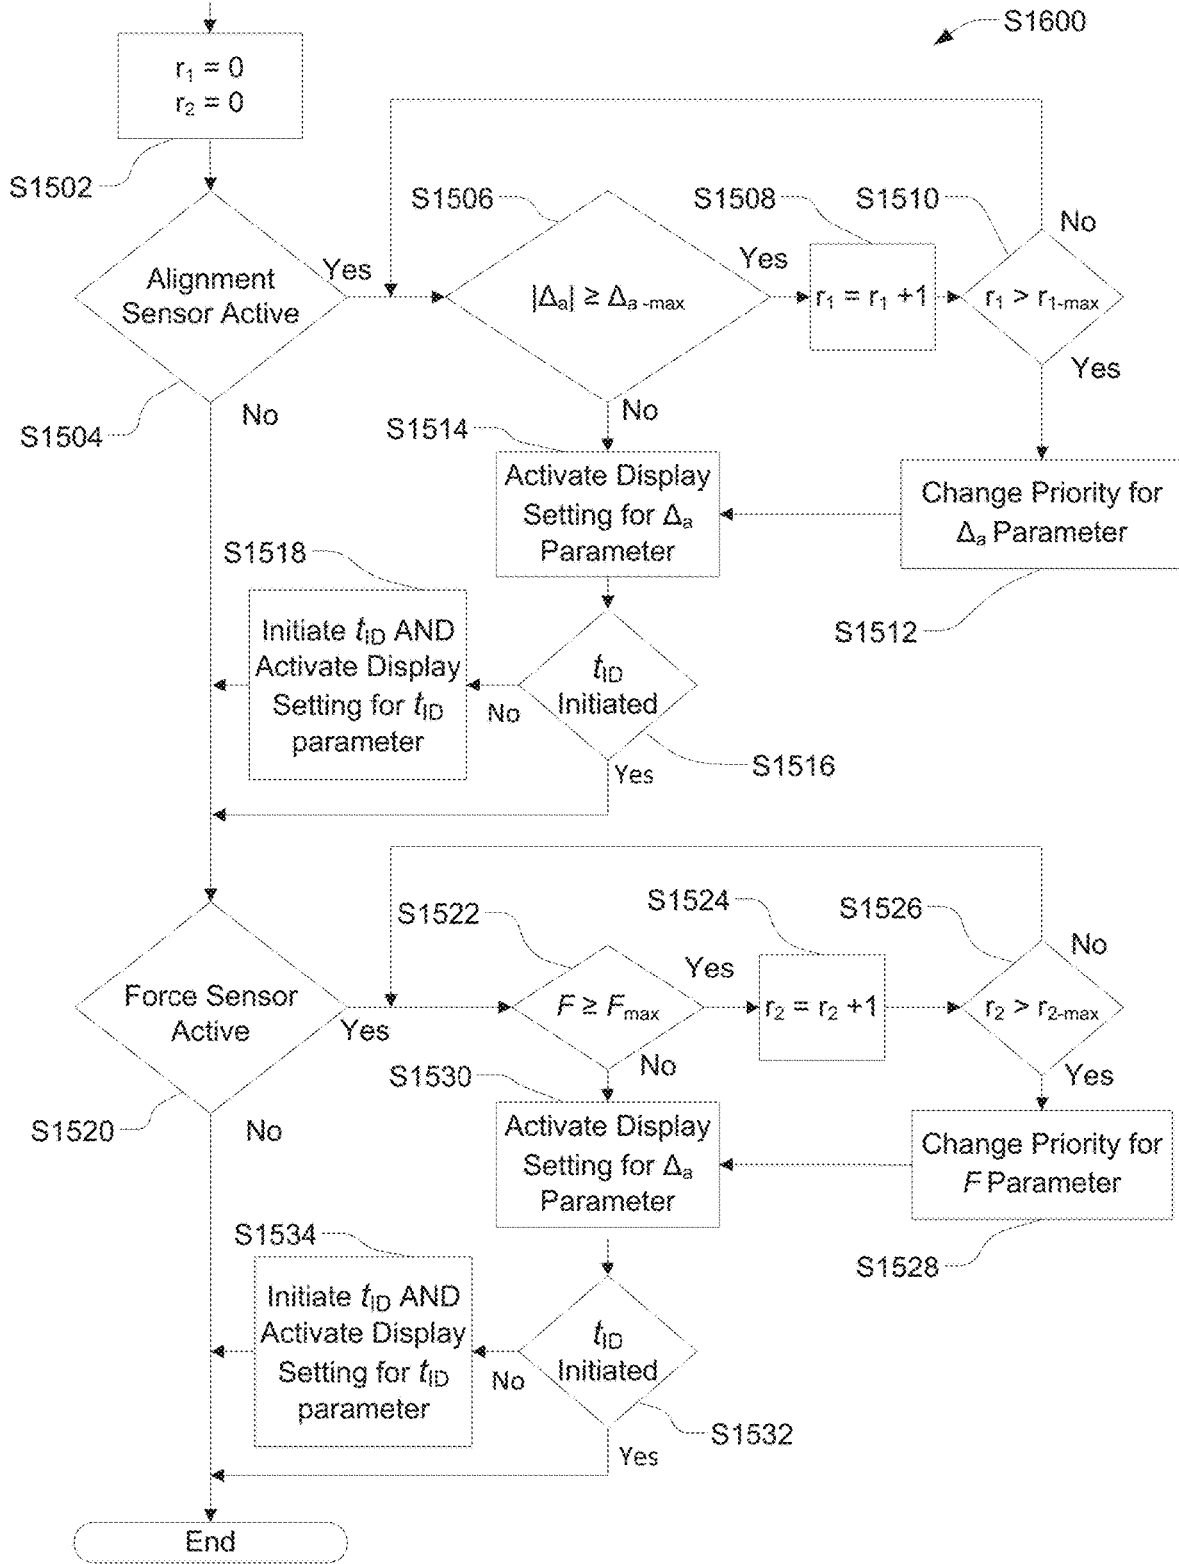 S1600
r₁ = 0
r₂ = 0
S1502
S1506
S1508
S1510
No
Alignment
Sensor Active
Yes
|Δₐ| ≥ Δₐ₋max
Yes
r₁ = r₁ +1
r₁ > r₁₋max
Yes
S1504
No
No
S1514
Activate Display
Setting for Δₐ
Parameter
Change Priority for
Δₐ Parameter
S1512
S1518
Initiate tID AND
Activate Display
Setting for tID
parameter
No
tID
Initiated
S1516
Yes
S1522
S1524
S1526
No
Force Sensor
Active
Yes
F ≥ Fmax
Yes
r₂ = r₂ +1
r₂ > r₂₋max
Yes
S1520
No
No
S1530
Activate Display
Setting for Δₐ
Parameter
Change Priority for
F Parameter
S1528
S1534
Initiate tID AND
Activate Display
Setting for tID
parameter
No
tID
Initiated
S1532
Yes
End